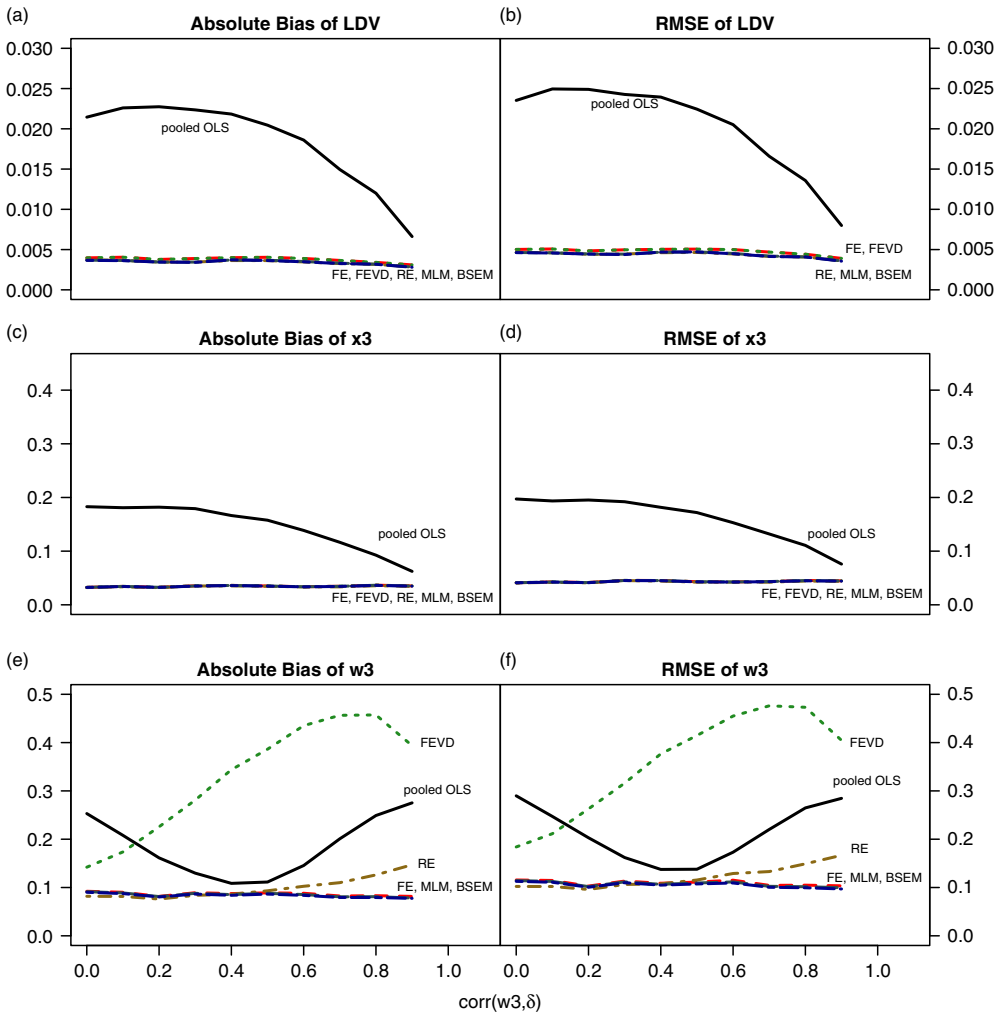 (a)
Absolute Bias of LDV
(b)
RMSE of LDV
0.030
0.025
0.020
0.015
0.010
0.005
0.000
pooled OLS
FE, FEVD, RE, MLM, BSEM
pooled OLS
FE, FEVD
RE, MLM, BSEM
0.030
0.025
0.020
0.015
0.010
0.005
0.000
(c)
Absolute Bias of x3
(d)
RMSE of x3
0.4
0.3
0.2
0.1
0.0
pooled OLS
FE, FEVD, RE, MLM, BSEM
pooled OLS
FE, FEVD, RE, MLM, BSEM
0.4
0.3
0.2
0.1
0.0
(e)
Absolute Bias of w3
(f)
RMSE of w3
0.5
0.4
0.3
0.2
0.1
0.0
FEVD
pooled OLS
RE
FE, MLM, BSEM
FEVD
pooled OLS
RE
FE, MLM, BSEM
0.5
0.4
0.3
0.2
0.1
0.0
0.0 0.2 0.4 0.6 0.8 1.0
0.0 0.2 0.4 0.6 0.8 1.0
corr(w3,δ)